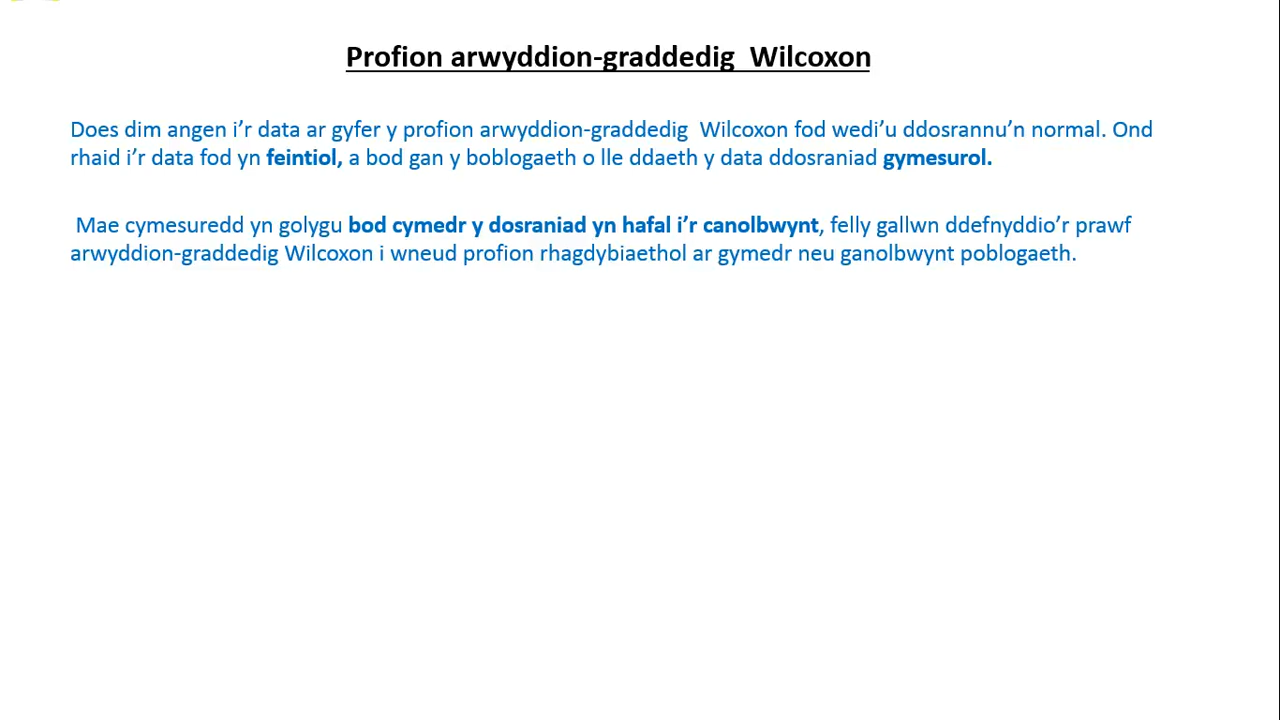 Profion arwyddion-graddedig Wilcoxon
Does dim angen i’r data ar gyfer y profion arwyddion-graddedig Wilcoxon fod wedi’u ddosrannu’n normal. Ond
rhaid i’r data fod yn feintiol, a bod gan y boblogaeth o lle ddaeth y data ddosraniad gymesurol.
Mae cymesuredd yn golygu bod cymedr y dosraniad yn hafal i’r canolbwynt, felly gallwn ddefnyddio’r prawf
arwyddion-graddedig Wilcoxon i wneud profion rhagdybiaethol ar gymedr neu ganolbwynt poblogaeth.